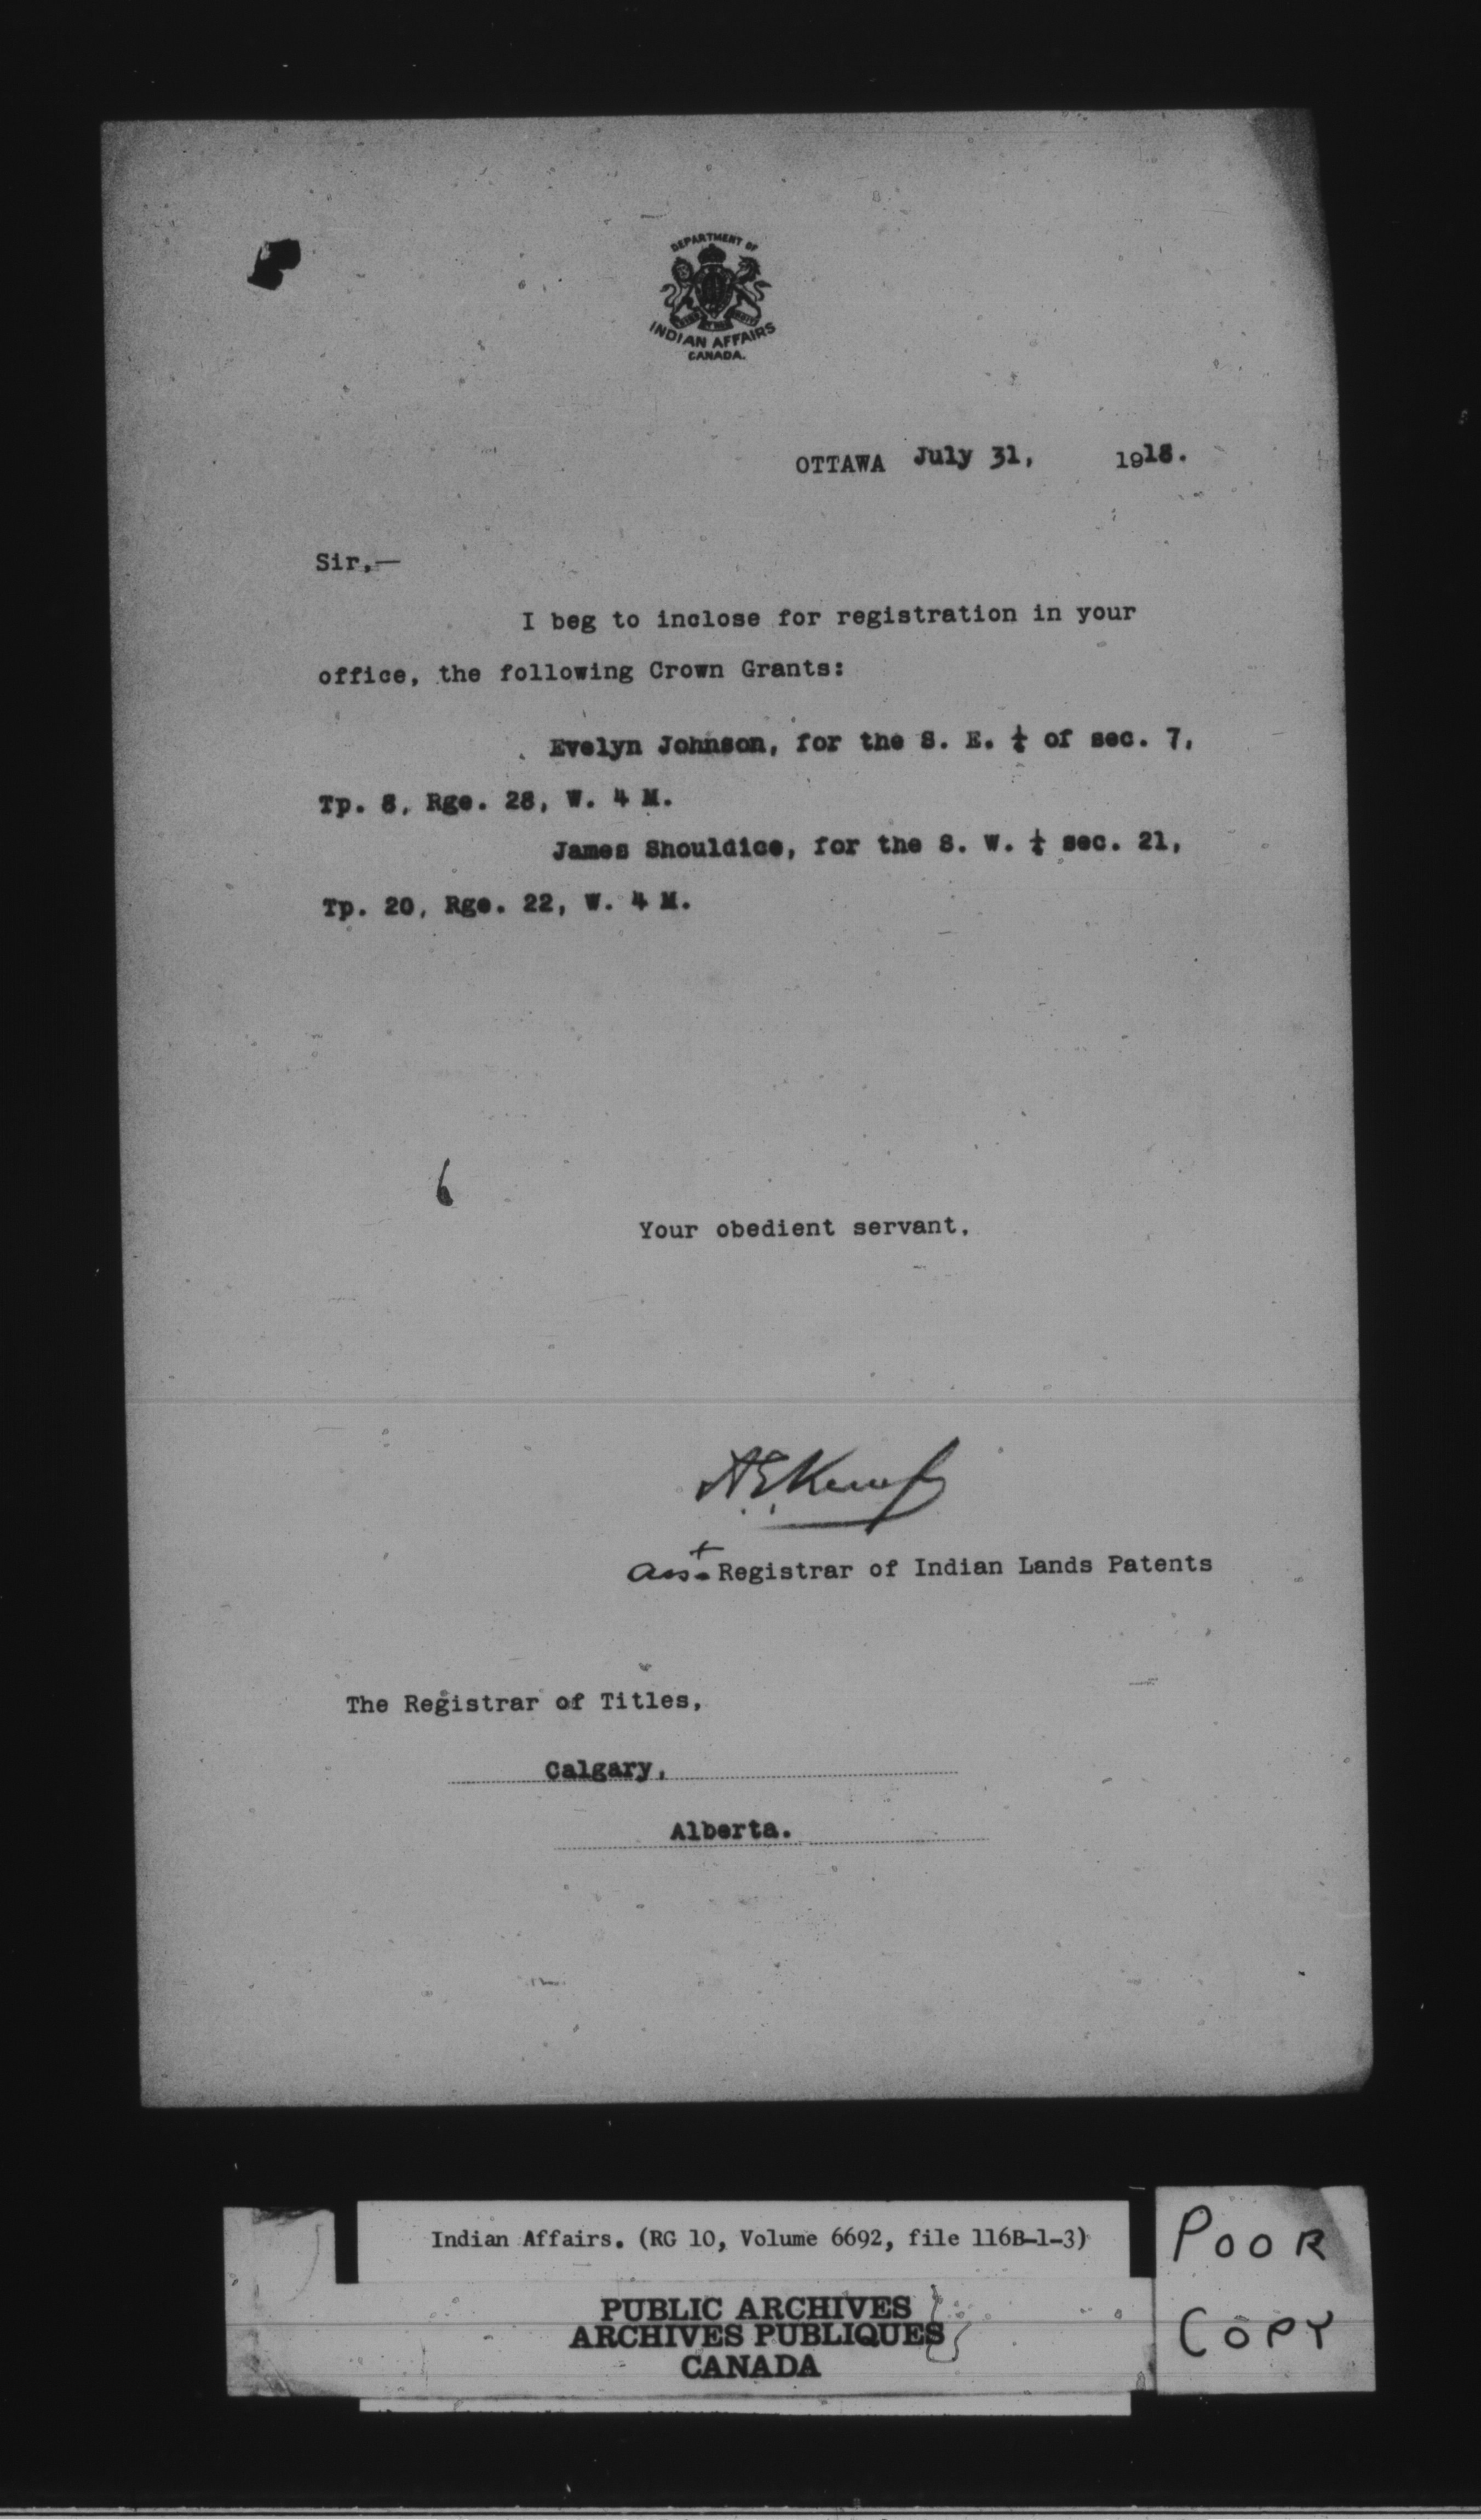 DEPARTMENT OF
INDIAN AFFAIRS
CANADA.
OTTAWA July 31, 1918.
Sir,—
I beg to inclose for registration in your
office, the following Crown Grants:
Evelyn Johnson, for the S. E. ¼ of sec. 7,
Tp. 8, Rge. 28, W. 4 M.
James Shouldice, for the S. W. ¼ sec. 21,
Tp. 20, Rge. 22, W. 4 M.
6
Your obedient servant,
A.E. Kemp
Asst. Registrar of Indian Lands Patents
The Registrar of Titles,
Calgary,
Alberta.
Indian Affairs. (RG 10, Volume 6692, file 116B-1-3)
PUBLIC ARCHIVES
ARCHIVES PUBLIQUES
CANADA
POOR
COPY